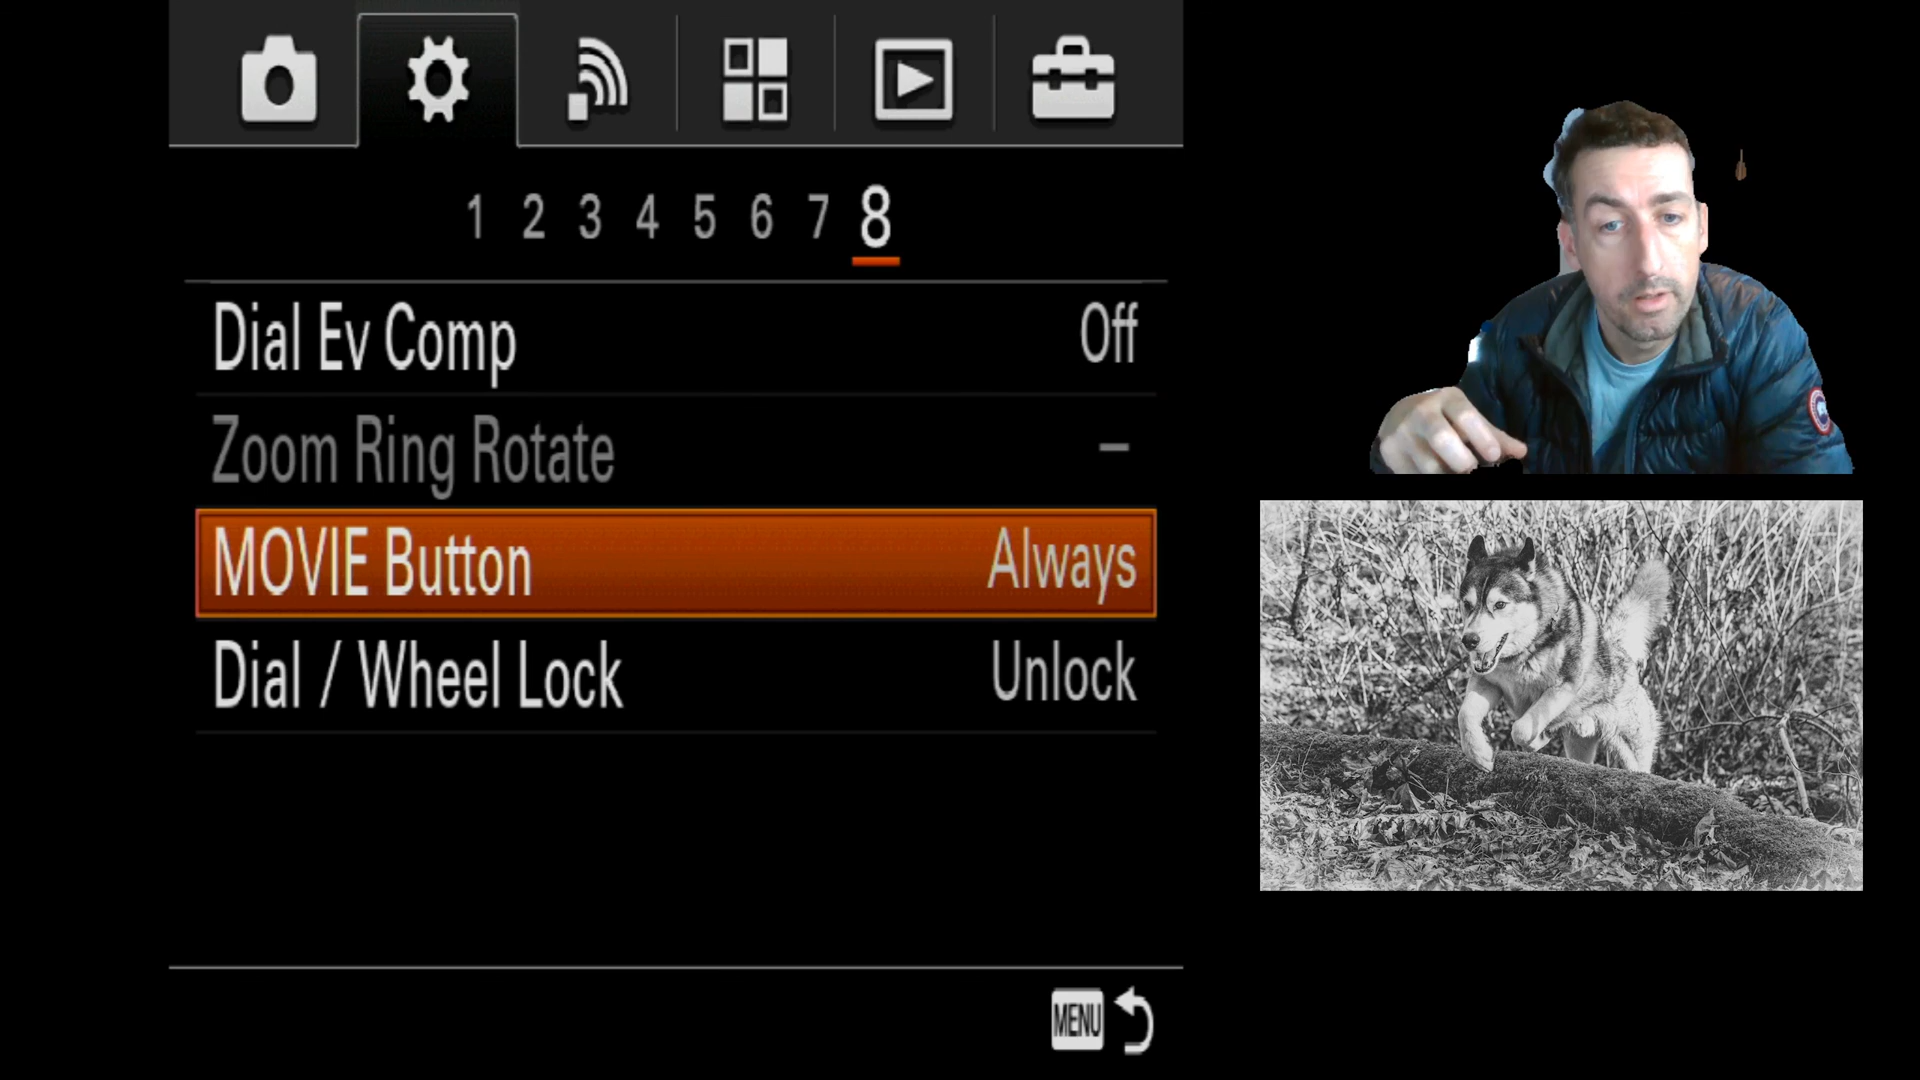 1 2 3 4 5 6 7 8
Dial Ev Comp Off
Zoom Ring Rotate –
MOVIE Button Always
Dial / Wheel Lock Unlock
MENU